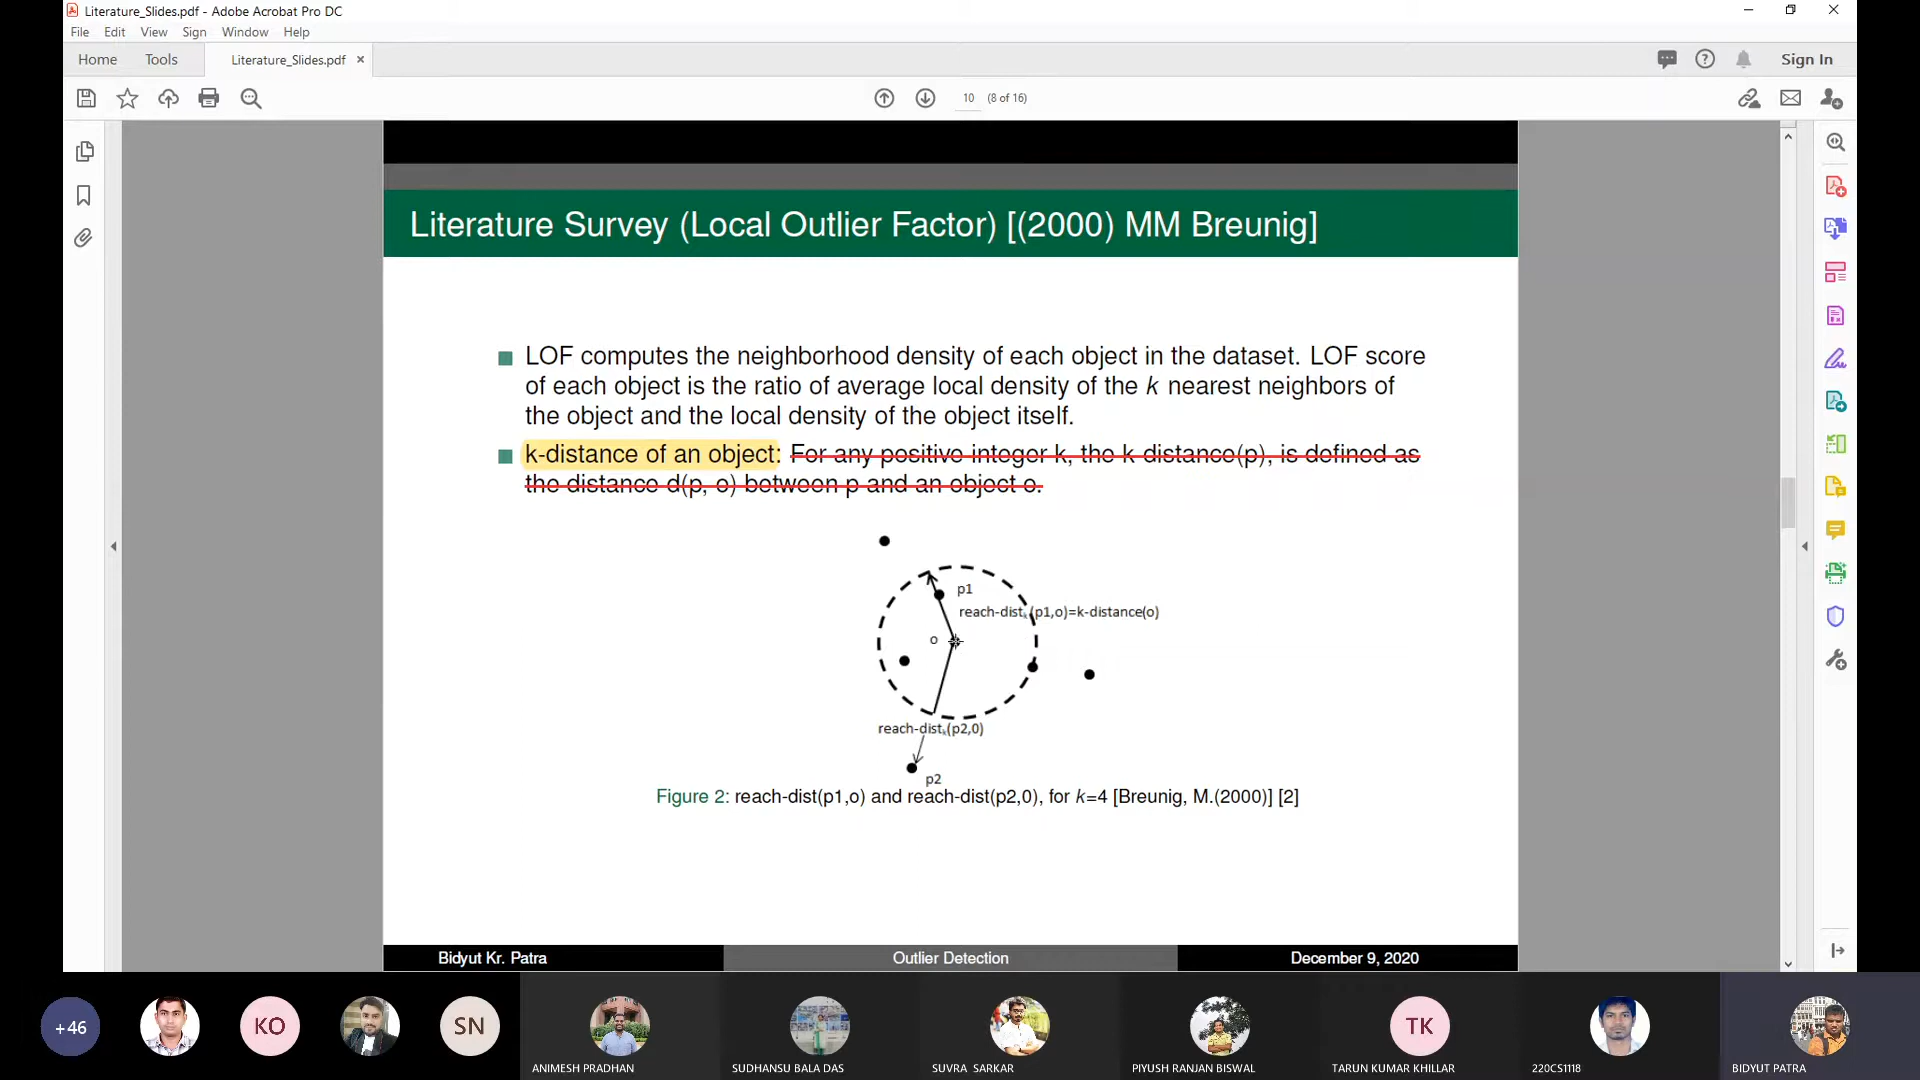 Literature_Slides.pdf - Adobe Acrobat Pro DC
File Edit View Sign Window Help
Home Tools Literature_Slides.pdf × Sign In
10 (8 of 16)
Literature Survey (Local Outlier Factor) [(2000) MM Breunig]
LOF computes the neighborhood density of each object in the dataset. LOF score
of each object is the ratio of average local density of the k nearest neighbors of
the object and the local density of the object itself.
k-distance of an object: For any positive integer k, the k-distance(p), is defined as
the distance d(p, o) between p and an object o.
p1
reach-distₖ(p1,o)=k-distance(o)
o
reach-distₖ(p2,0)
p2
Figure 2: reach-dist(p1,o) and reach-dist(p2,0), for k=4 [Breunig, M.(2000)] [2]
Bidyut Kr. Patra Outlier Detection December 9, 2020
+46 KO SN TK
ANIMESH PRADHAN SUDHANSU BALA DAS SUVRA SARKAR PIYUSH RANJAN BISWAL TARUN KUMAR KHILLAR 220CS1118 BIDYUT PATRA